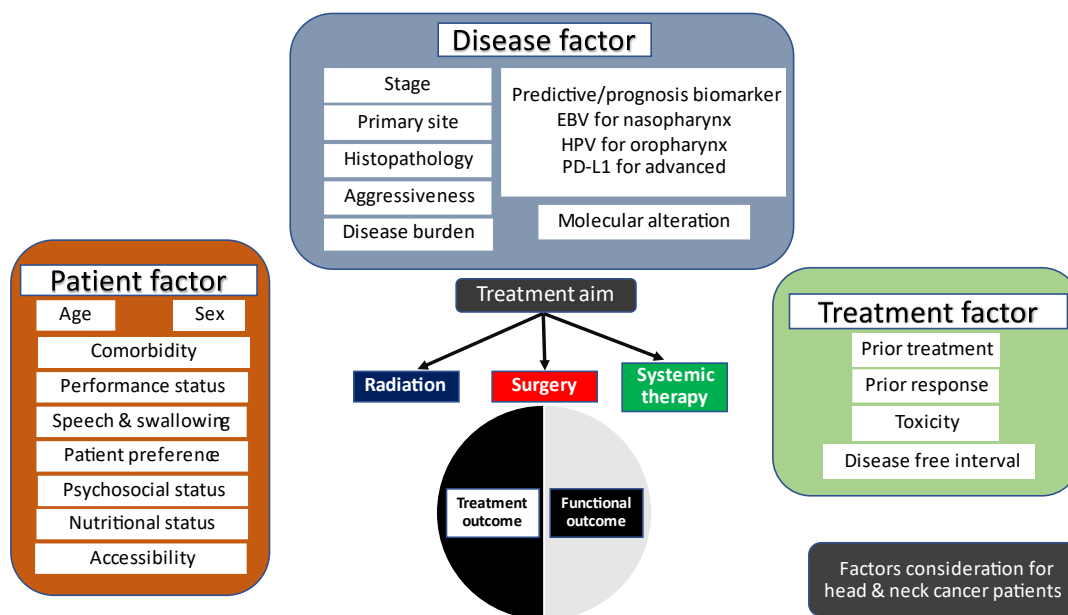 Disease factor
Stage
Primary site
Histopathology
Aggressiveness
Disease burden
Predictive/prognosis biomarker
EBV for nasopharynx
HPV for oropharynx
PD-L1 for advanced
Molecular alteration
Patient factor
Age
Sex
Comorbidity
Performance status
Speech & swallowing
Patient preference
Psychosocial status
Nutritional status
Accessibility
Treatment aim
Radiation
Surgery
Systemic
therapy
Treatment
outcome
Functional
outcome
Treatment factor
Prior treatment
Prior response
Toxicity
Disease free interval
Factors consideration for
head & neck cancer patients